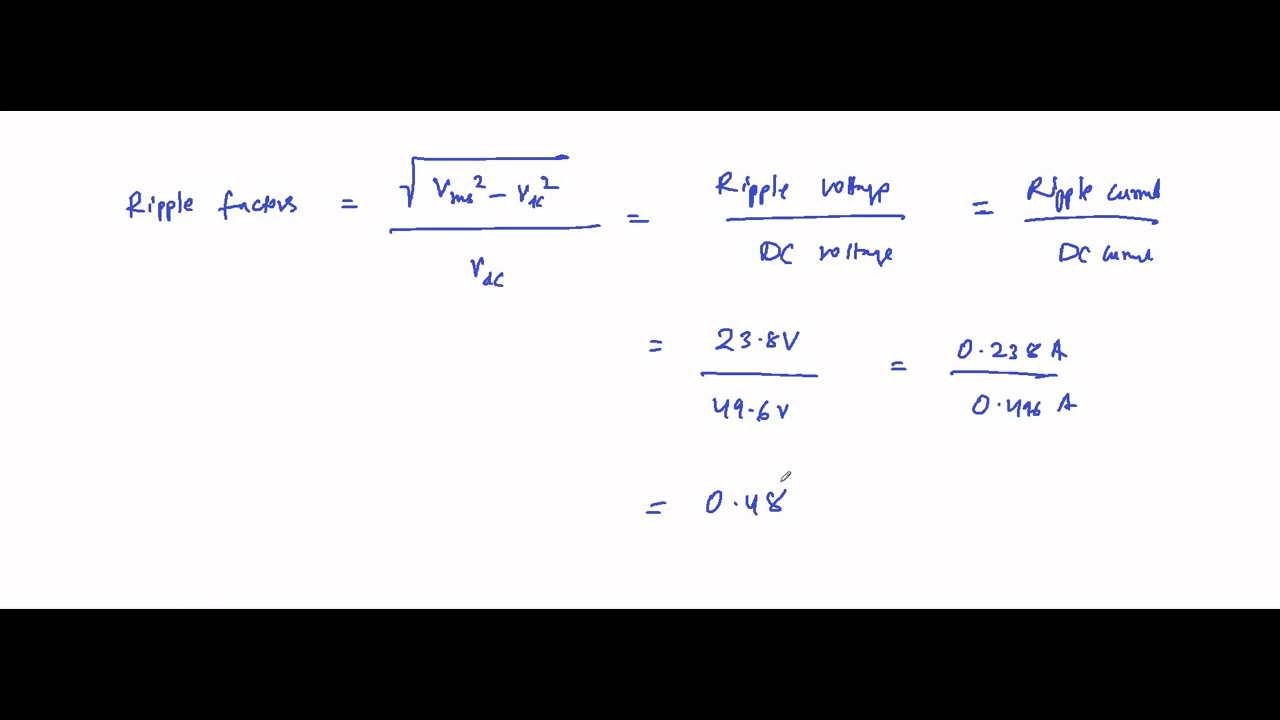 Ripple factors = √(Vrms² − Vdc²) / Vdc = Ripple voltage / DC voltage = Ripple current / DC current
= 23.8V / 49.6V = 0.238 A / 0.496 A
= 0.48